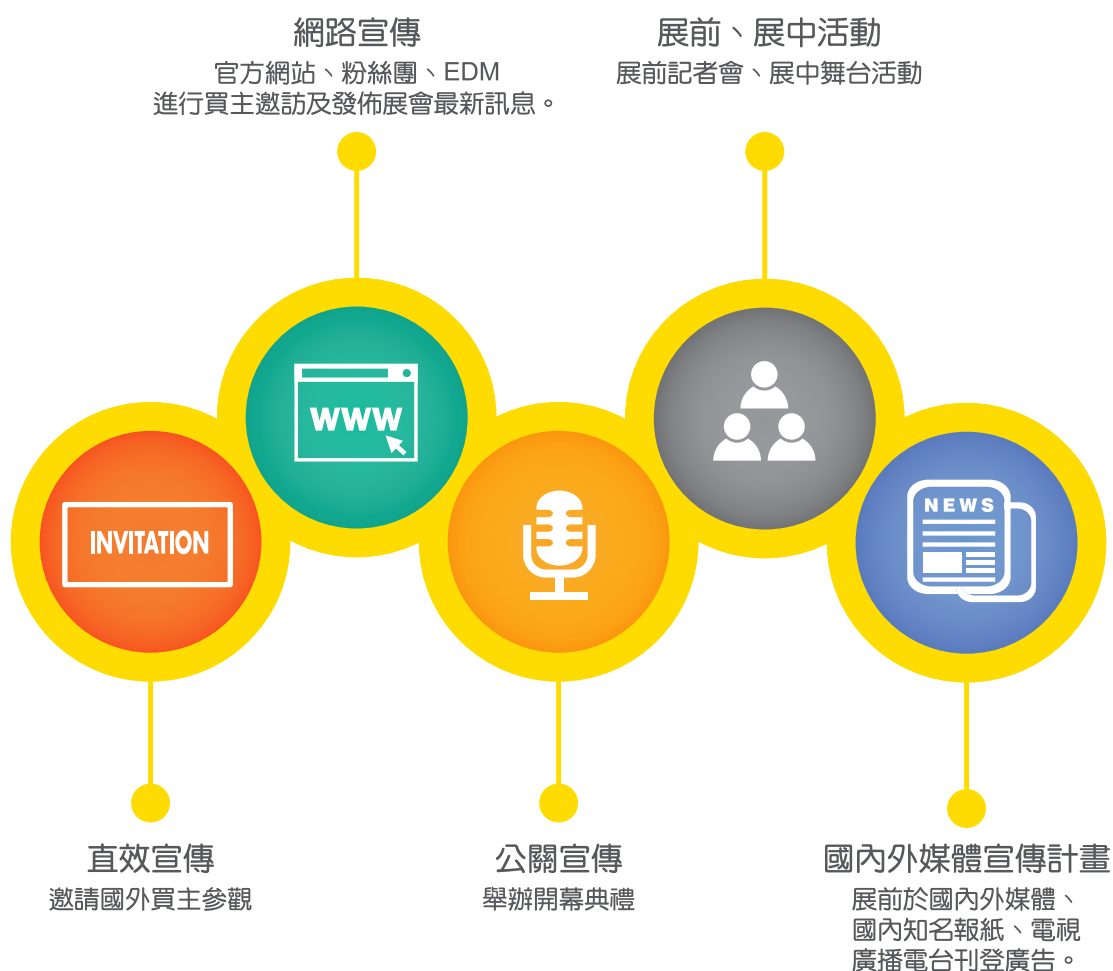 網路宣傳
官方網站、粉絲團、EDM
進行買主邀訪及發佈展會最新訊息。
展前、展中活動
展前記者會、展中舞台活動
WWW
INVITATION
NEWS
直效宣傳
邀請國外買主參觀
公關宣傳
舉辦開幕典禮
國內外媒體宣傳計畫
展前於國內外媒體、
國內知名報紙、電視
廣播電台刊登廣告。